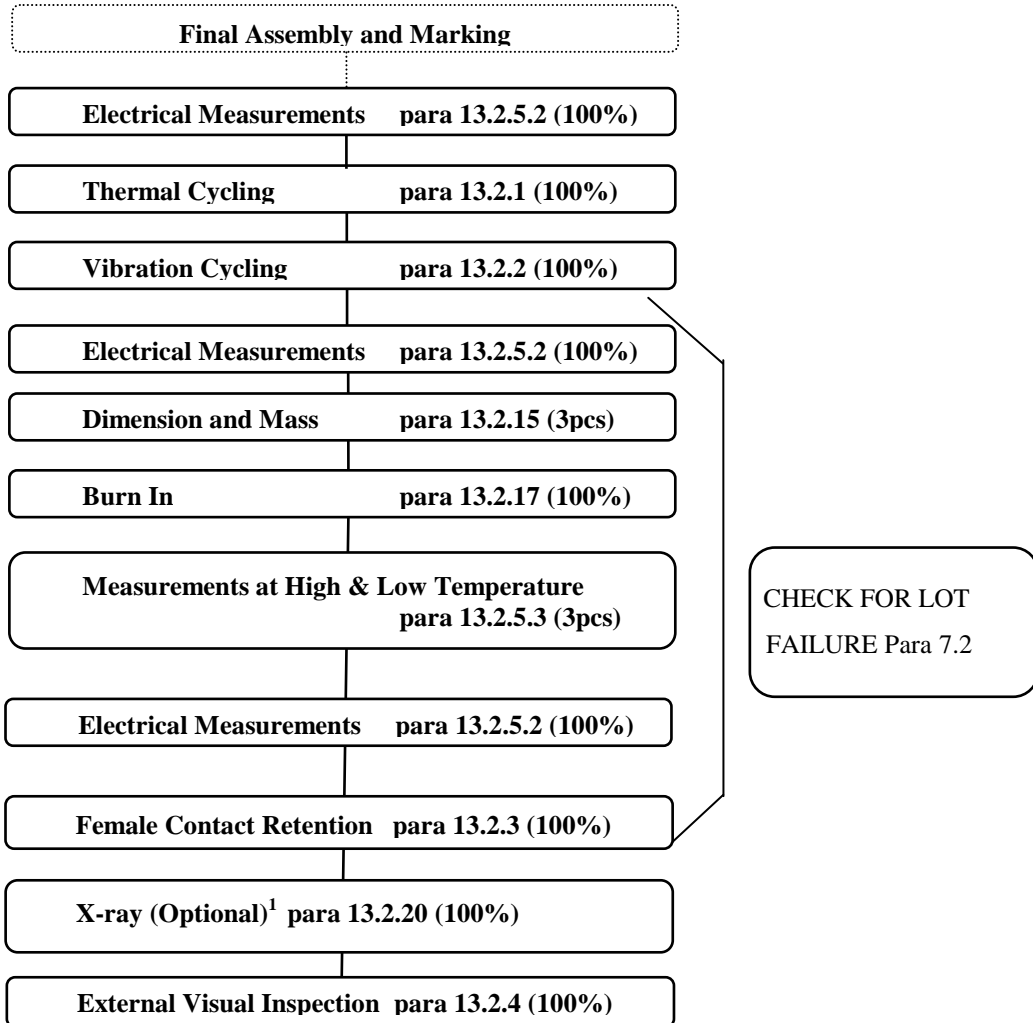 Final Assembly and Marking
Electrical Measurements para 13.2.5.2 (100%)
Thermal Cycling para 13.2.1 (100%)
Vibration Cycling para 13.2.2 (100%)
Electrical Measurements para 13.2.5.2 (100%)
Dimension and Mass para 13.2.15 (3pcs)
Burn In para 13.2.17 (100%)
Measurements at High & Low Temperature
para 13.2.5.3 (3pcs)
CHECK FOR LOT
FAILURE Para 7.2
Electrical Measurements para 13.2.5.2 (100%)
Female Contact Retention para 13.2.3 (100%)
X-ray (Optional)¹ para 13.2.20 (100%)
External Visual Inspection para 13.2.4 (100%)